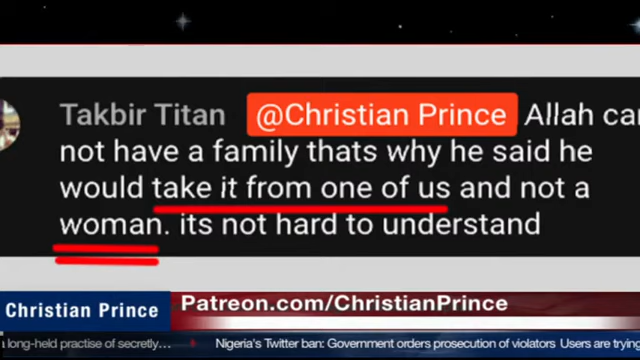 Takbir Titan @Christian Prince Allah can
not have a family thats why he said he
would take it from one of us and not a
woman. its not hard to understand
Christian Prince
Patreon.com/ChristianPrince
a long-held practise of secretly... Nigeria's Twitter ban: Government orders prosecution of violators Users are trying